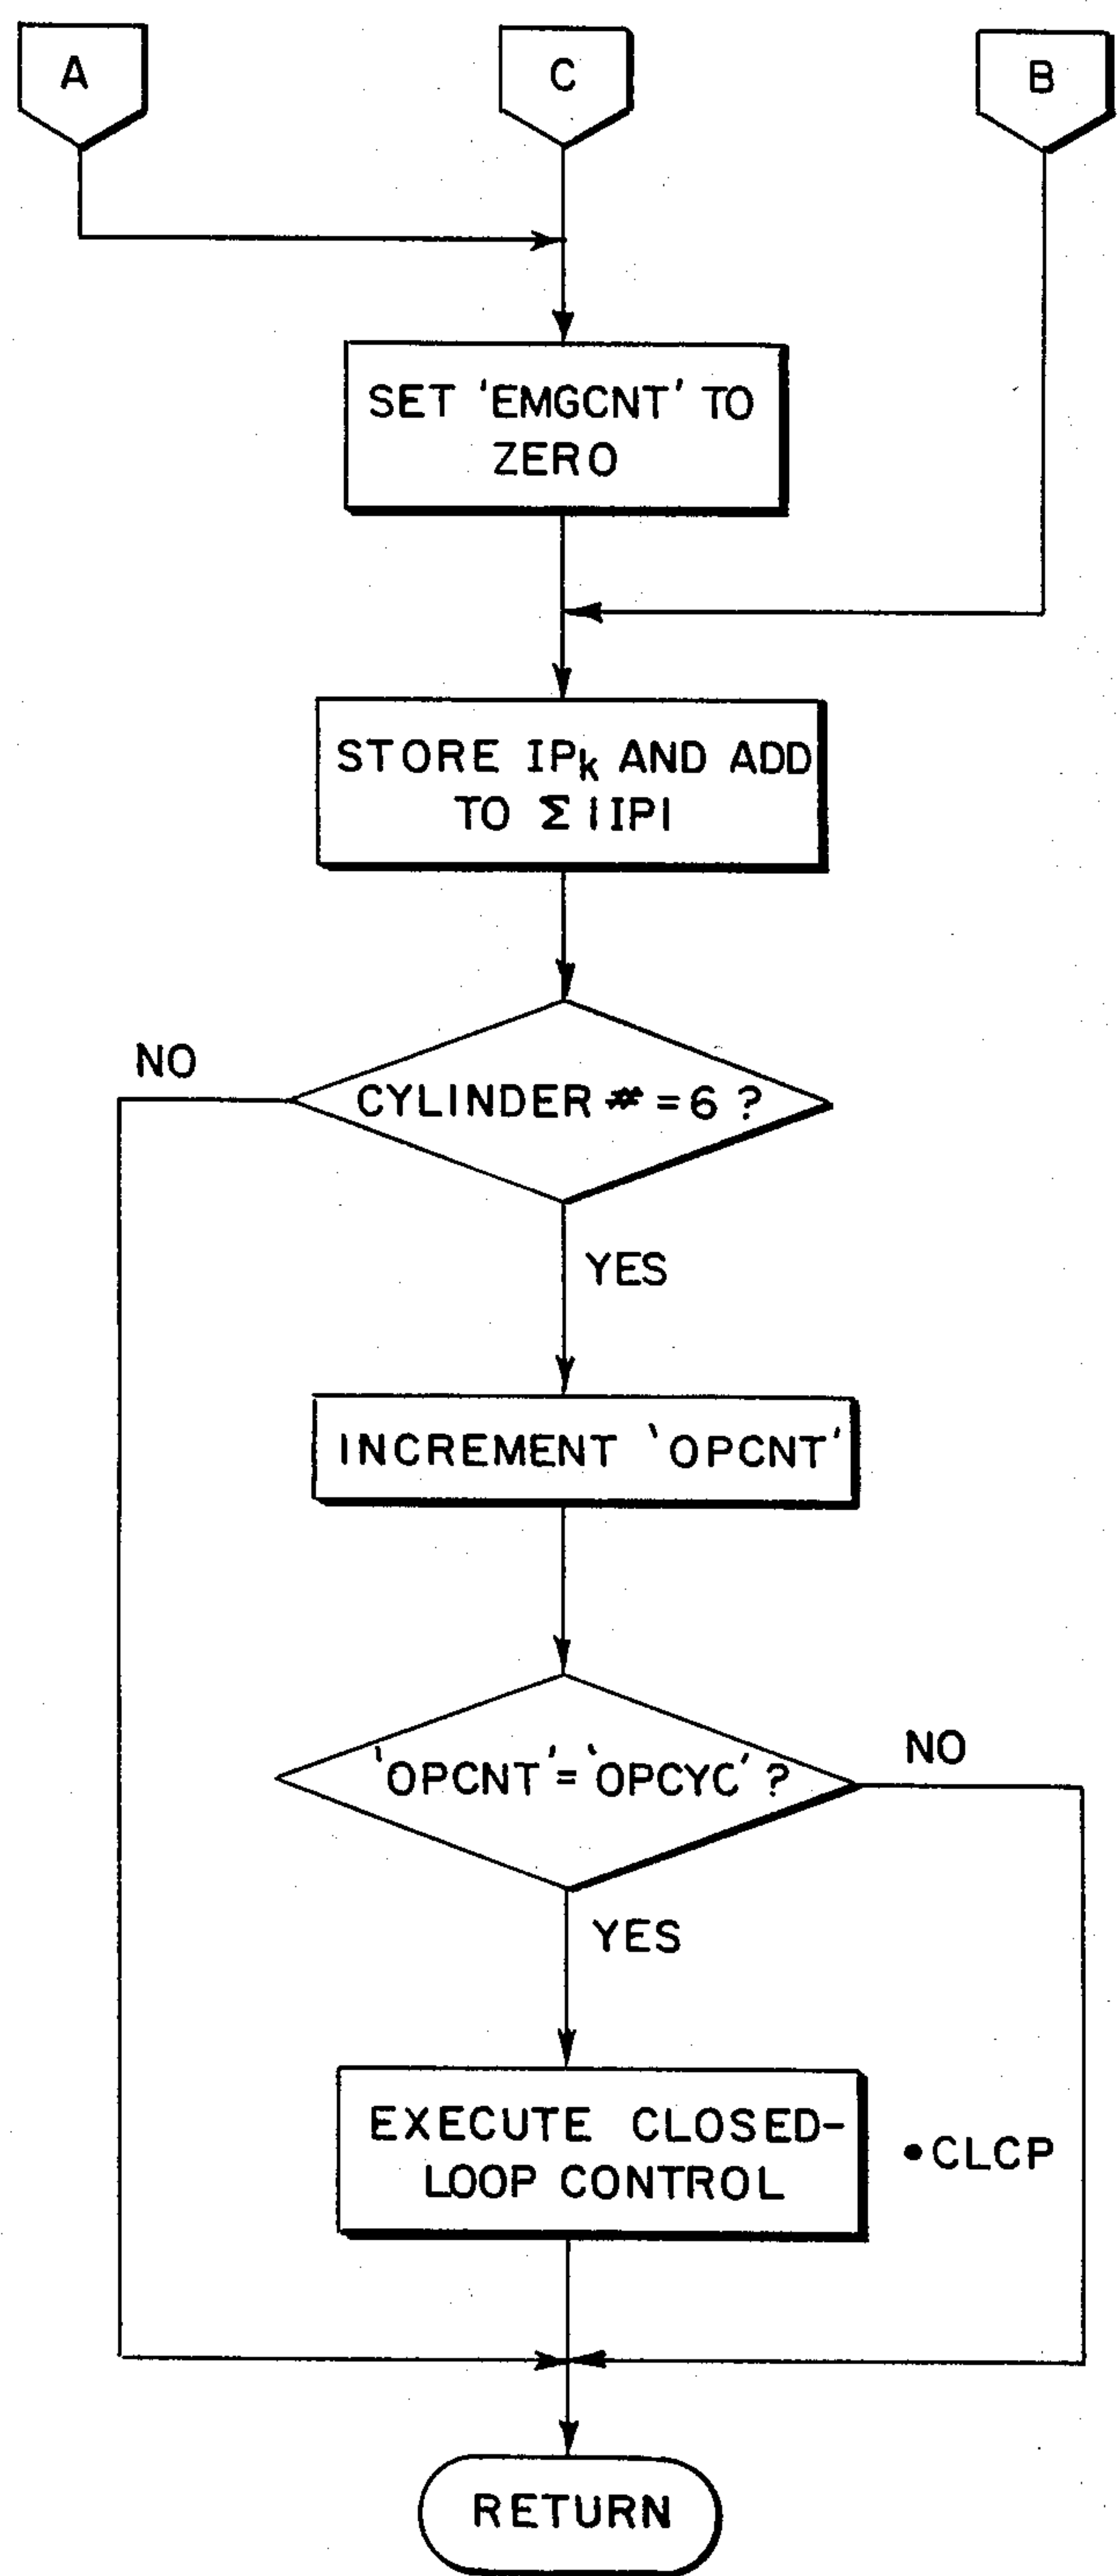 A
C
B
SET 'EMGCNT' TO
ZERO
STORE IPk AND ADD
TO Σ |IP|
NO
CYLINDER # = 6 ?
YES
INCREMENT 'OPCNT'
'OPCNT' = 'OPCYC' ?
NO
YES
EXECUTE CLOSED-
LOOP CONTROL
•CLCP
RETURN